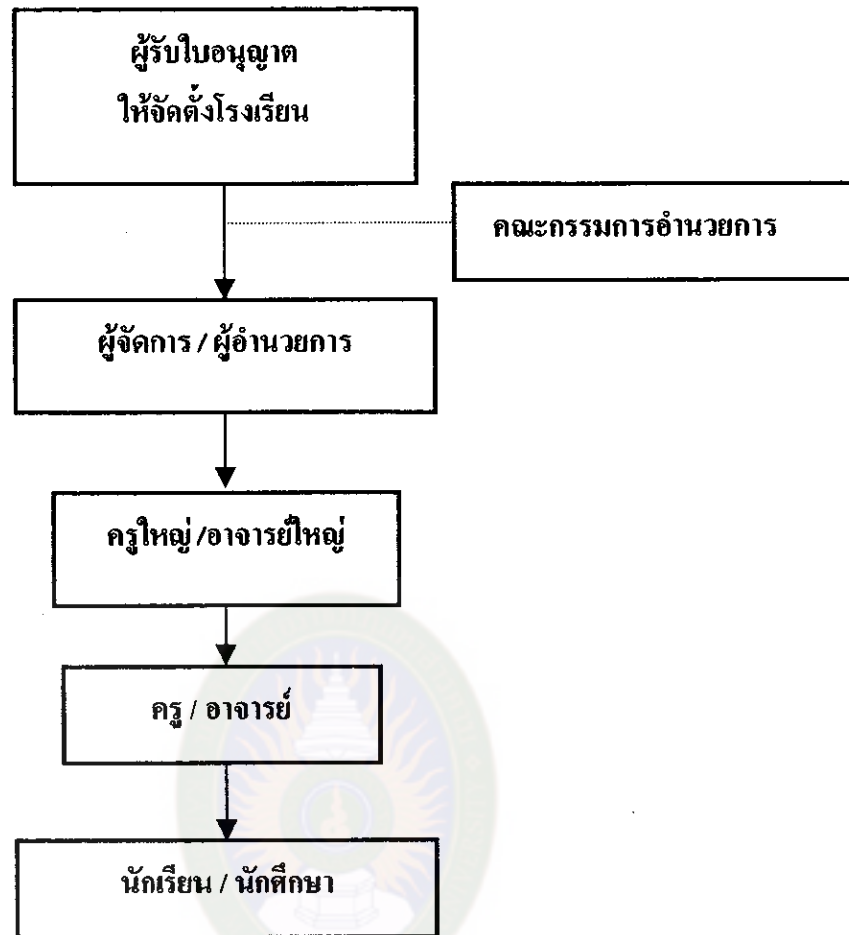 ผู้รับใบอนุญาต
ให้จัดตั้งโรงเรียน
คณะกรรมการอำนวยการ
ผู้จัดการ / ผู้อำนวยการ
ครูใหญ่ /อาจารย์ใหญ่
ครู / อาจารย์
นักเรียน / นักศึกษา